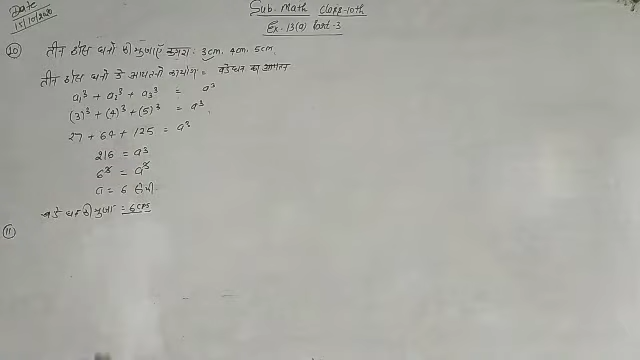 Date
15/10/2020
Sub. Math Class-10th
Ex. 13(a) Part-3
(10) तीन ठोस घनों की भुजाएँ क्रमशः 3cm. 4cm. 5cm.
तीन ठोस घनों के आयतनों का योग = बड़े घन का आयतन
a₁³ + a₂³ + a₃³ = a³
(3)³ + (4)³ + (5)³ = a³
27 + 64 + 125 = a³
216 = a³
6³ = a³
a = 6 सेमी.
बड़े घन की भुजा = 6cm
(11)